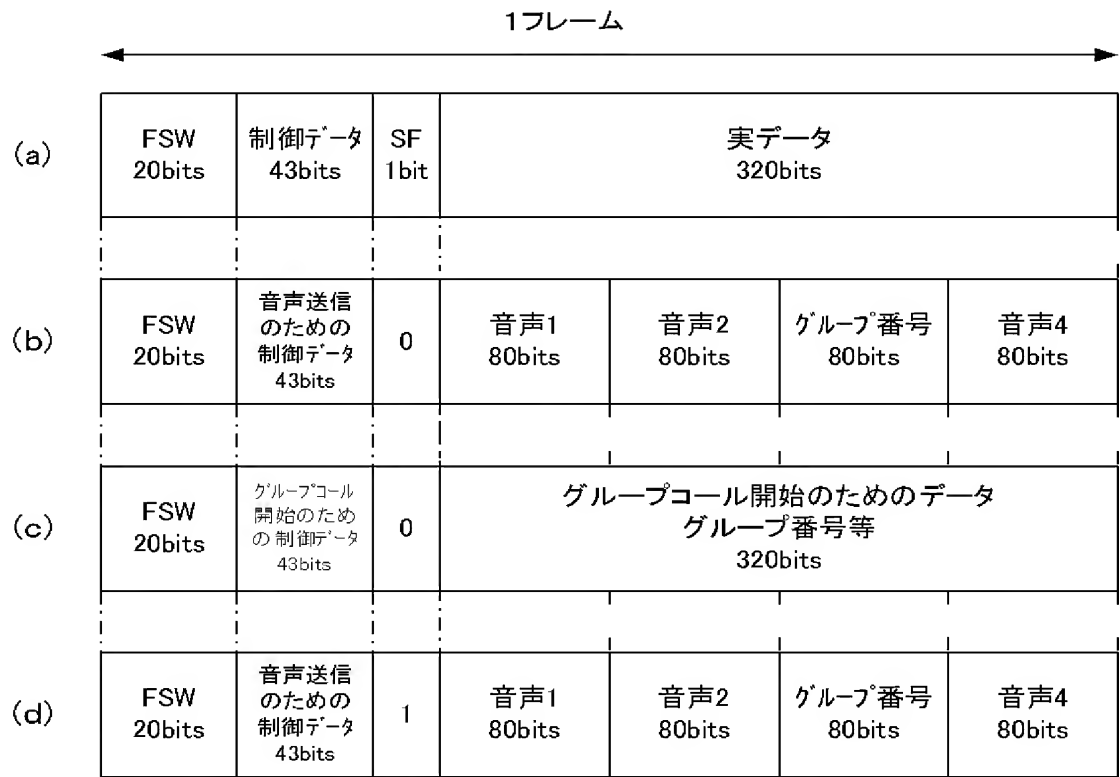 1フレーム
(a)
FSW
20bits
制御データ
43bits
SF
1bit
実データ
320bits
(b)
FSW
20bits
音声送信
のための
制御データ
43bits
0
音声1
80bits
音声2
80bits
グループ番号
80bits
音声4
80bits
(c)
FSW
20bits
グループコール
開始のため
の制御データ
43bits
0
グループコール開始のためのデータ
グループ番号等
320bits
(d)
FSW
20bits
音声送信
のための
制御データ
43bits
1
音声1
80bits
音声2
80bits
グループ番号
80bits
音声4
80bits